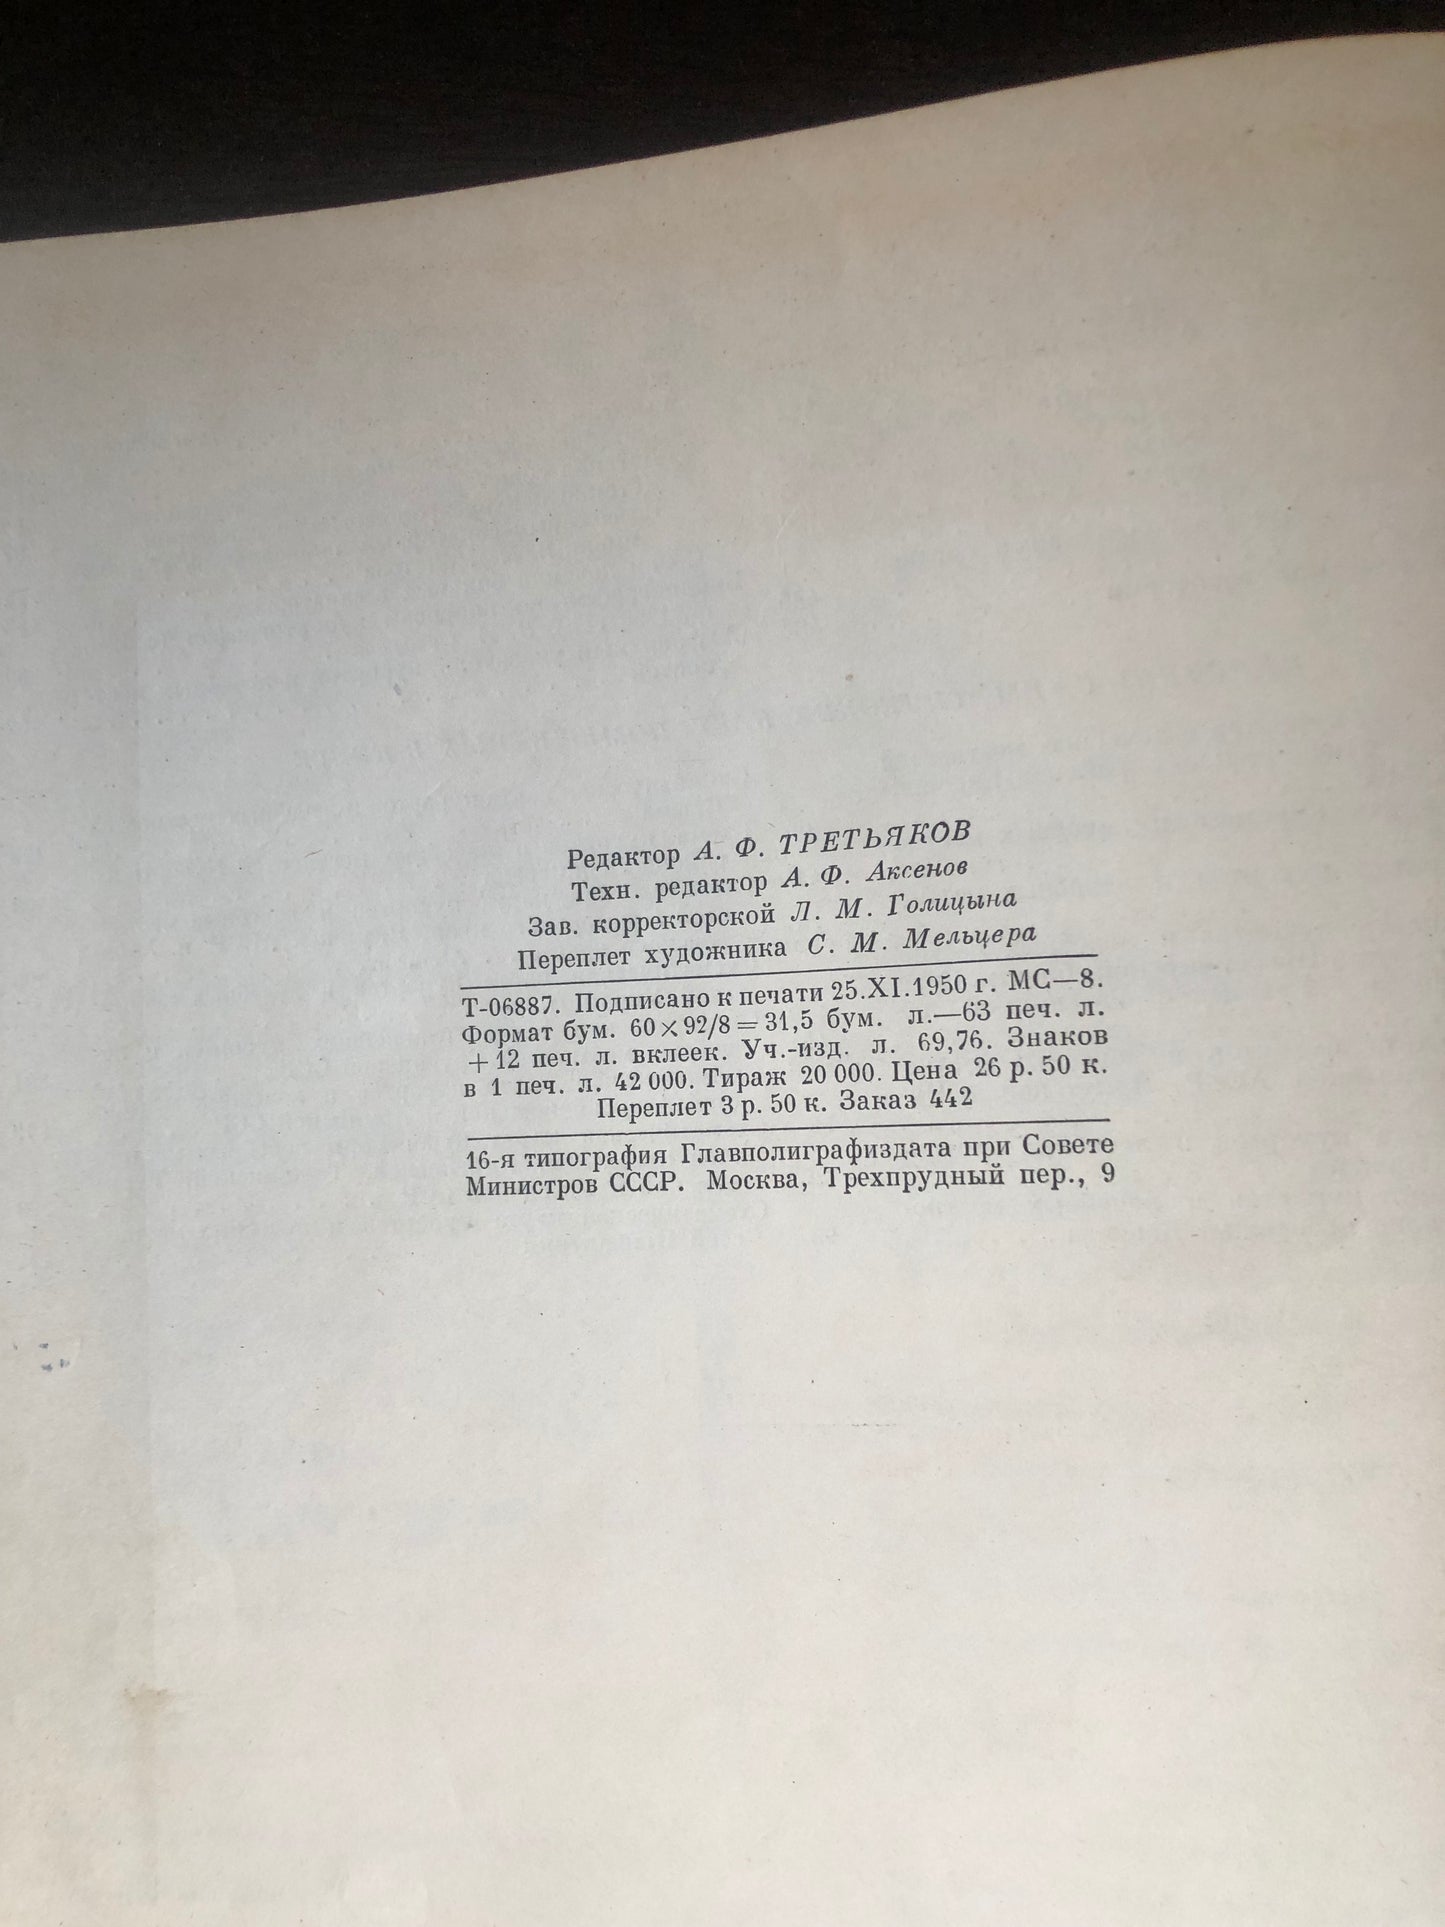 Редактор А. Ф. ТРЕТЬЯКОВ
Техн. редактор А. Ф. Аксенов
Зав. корректорской Л. М. Голицына
Переплет художника С. М. Мельцера
Т-06887. Подписано к печати 25.XI.1950 г. МС—8.
Формат бум. 60×92/8=31,5 бум. л.—63 печ. л.
+12 печ. л. вклеек. Уч.-изд. л. 69,76. Знаков
в 1 печ. л. 42 000. Тираж 20 000. Цена 26 р. 50 к.
Переплет 3 р. 50 к. Заказ 442
16-я типография Главполиграфиздата при Совете
Министров СССР. Москва, Трехпрудный пер., 9